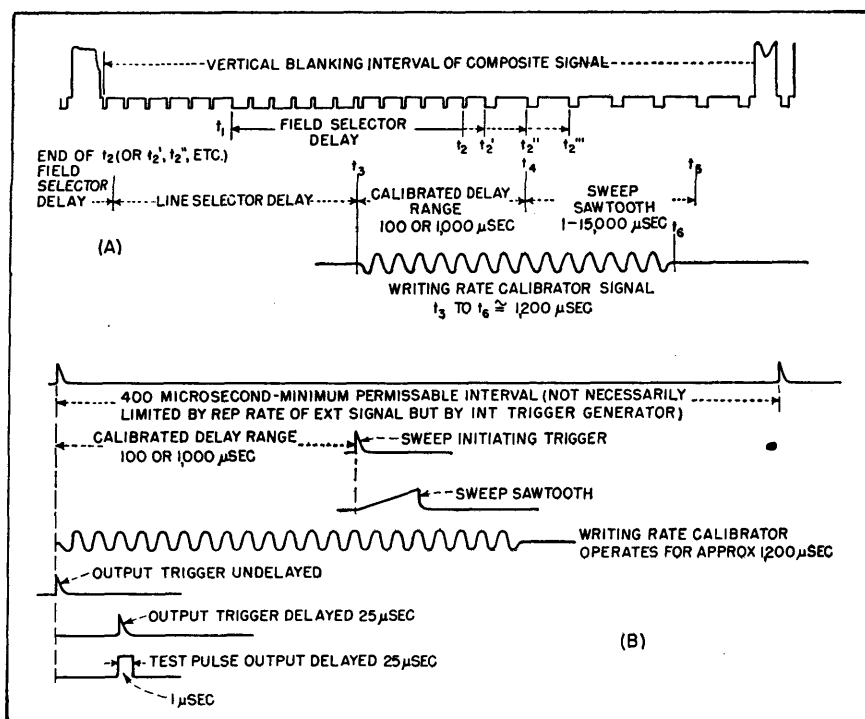 VERTICAL BLANKING INTERVAL OF COMPOSITE SIGNAL
t1
FIELD SELECTOR
DELAY
t2 t2' t2" t2'''
END OF t2 (OR t2', t2", ETC.)
FIELD
SELECTOR
DELAY
LINE SELECTOR DELAY
t3
CALIBRATED DELAY
RANGE
100 OR 1,000 μSEC
t4
SWEEP
SAWTOOTH
1-15,000 μSEC
t5
t6
(A)
WRITING RATE CALIBRATOR SIGNAL
t3 TO t6 ≅ 1,200 μSEC
400 MICROSECOND-MINIMUM PERMISSABLE INTERVAL (NOT NECESSARILY
LIMITED BY REP RATE OF EXT SIGNAL BUT BY INT TRIGGER GENERATOR)
CALIBRATED DELAY RANGE
100 OR 1,000 μSEC
SWEEP INITIATING TRIGGER
SWEEP SAWTOOTH
WRITING RATE CALIBRATOR
OPERATES FOR APPROX 1,200 μSEC
OUTPUT TRIGGER UNDELAYED
OUTPUT TRIGGER DELAYED 25 μSEC
(B)
TEST PULSE OUTPUT DELAYED 25 μSEC
1 μSEC